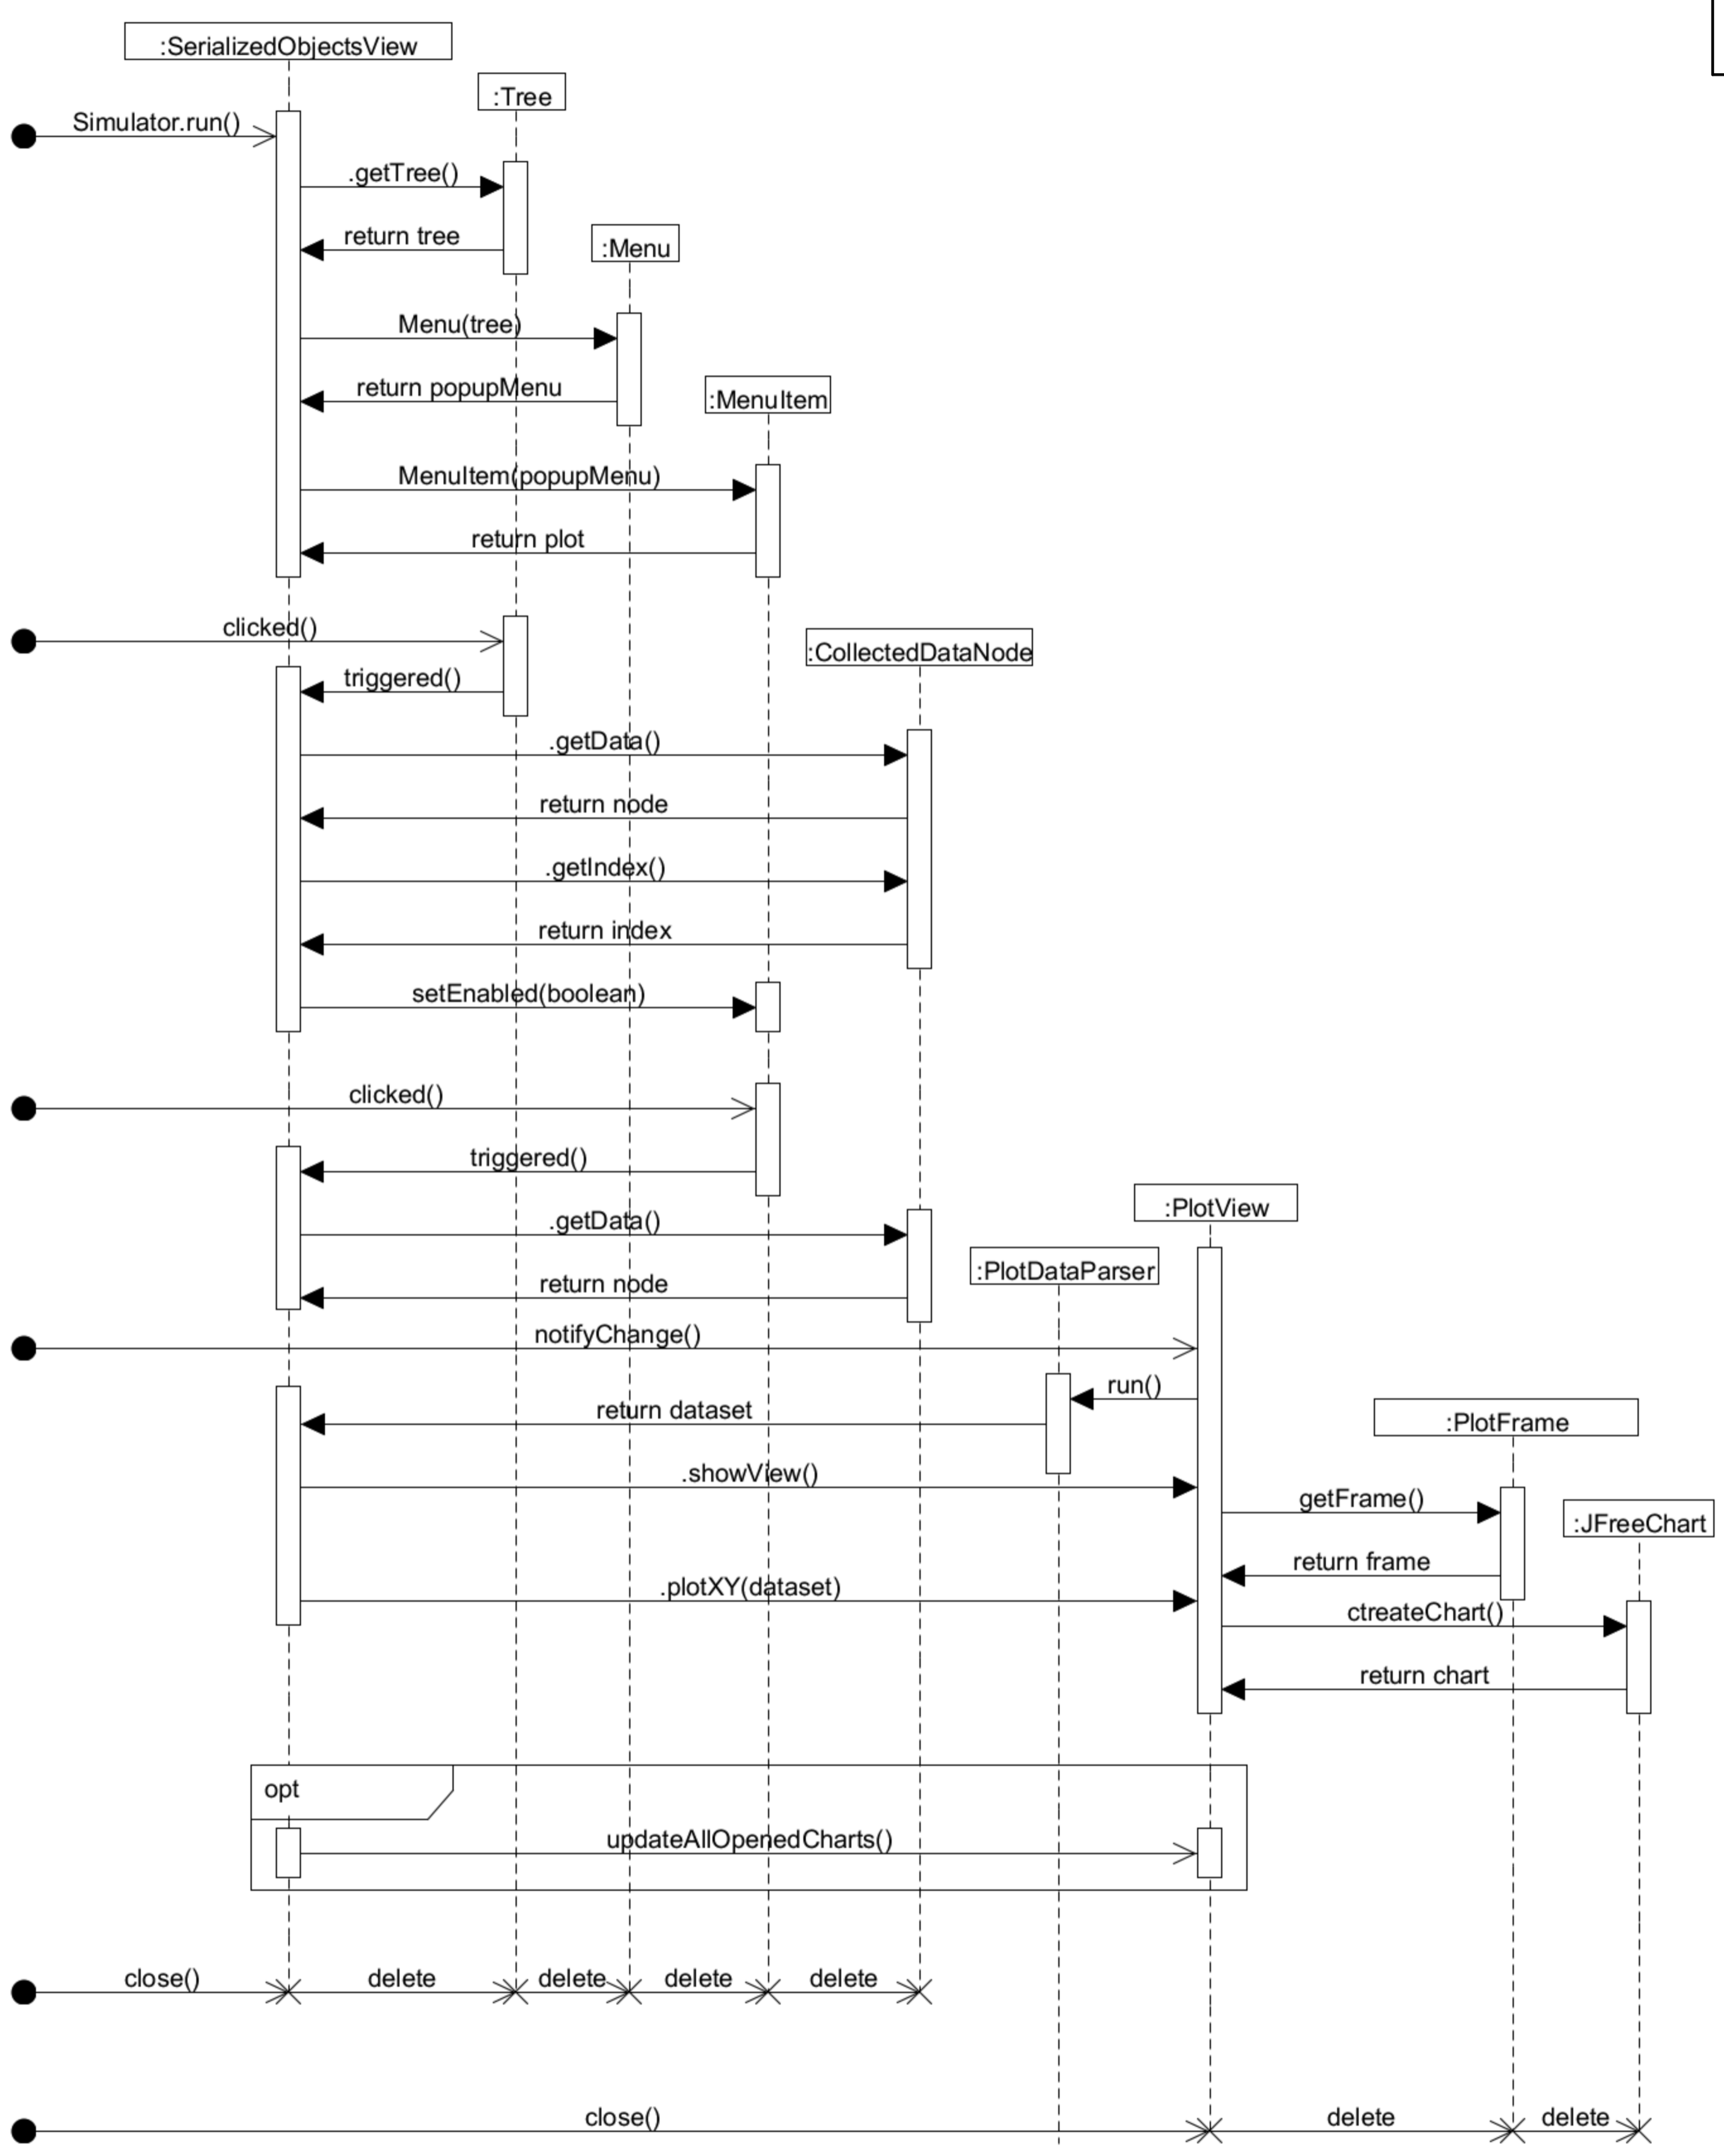 :SerializedObjectsView
:Tree
Simulator.run()
.getTree()
return tree
:Menu
Menu(tree)
return popupMenu
:MenuItem
MenuItem(popupMenu)
return plot
clicked()
:CollectedDataNode
triggered()
.getData()
return node
.getIndex()
return index
setEnabled(boolean)
clicked()
triggered()
:PlotView
.getData()
:PlotDataParser
return node
notifyChange()
run()
return dataset
:PlotFrame
.showView()
getFrame()
:JFreeChart
return frame
.plotXY(dataset)
ctreateChart()
return chart
opt
updateAllOpenedCharts()
close()
delete
delete
delete
delete
close()
delete
delete